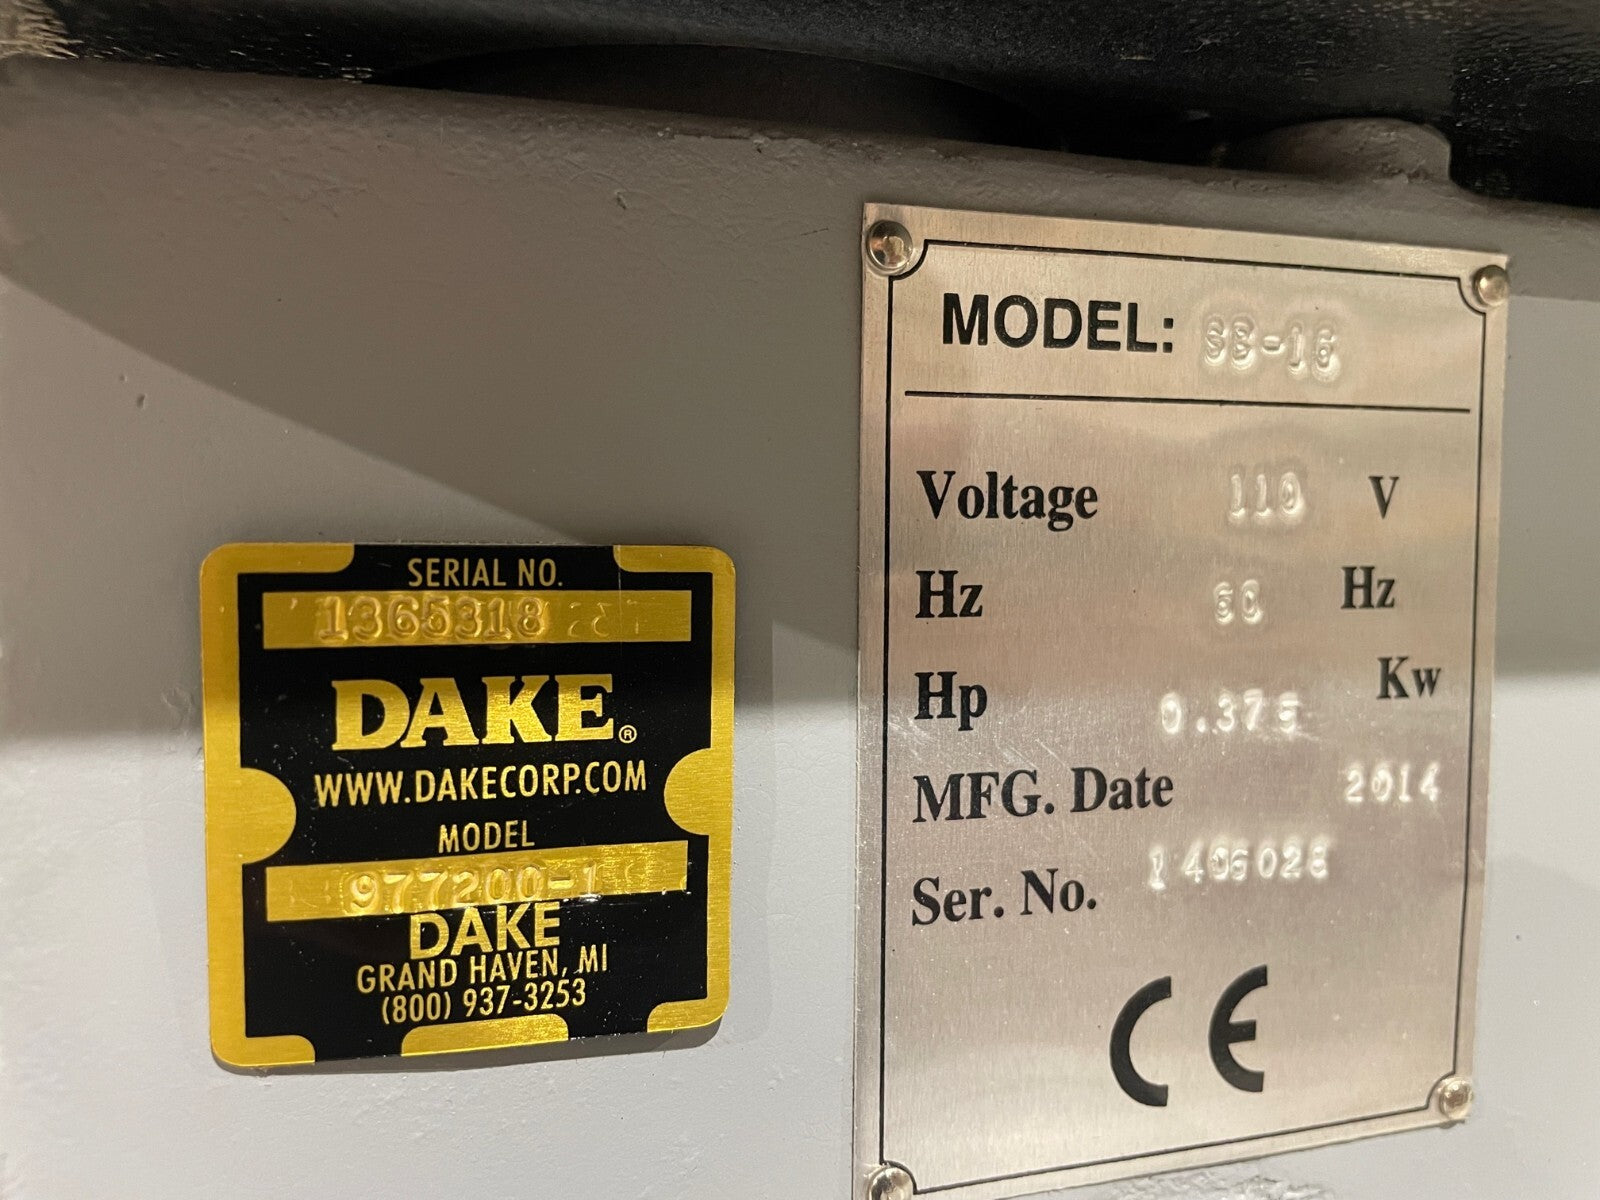 SERIAL NO.
1365318
DAKE®
WWW.DAKECORP.COM
MODEL
977200-1
DAKE
GRAND HAVEN, MI
(800) 937-3253
MODEL: SB-16
Voltage 110 V
Hz 60 Hz
Hp 0.375 Kw
MFG. Date 2014
Ser. No. 1406028
CE